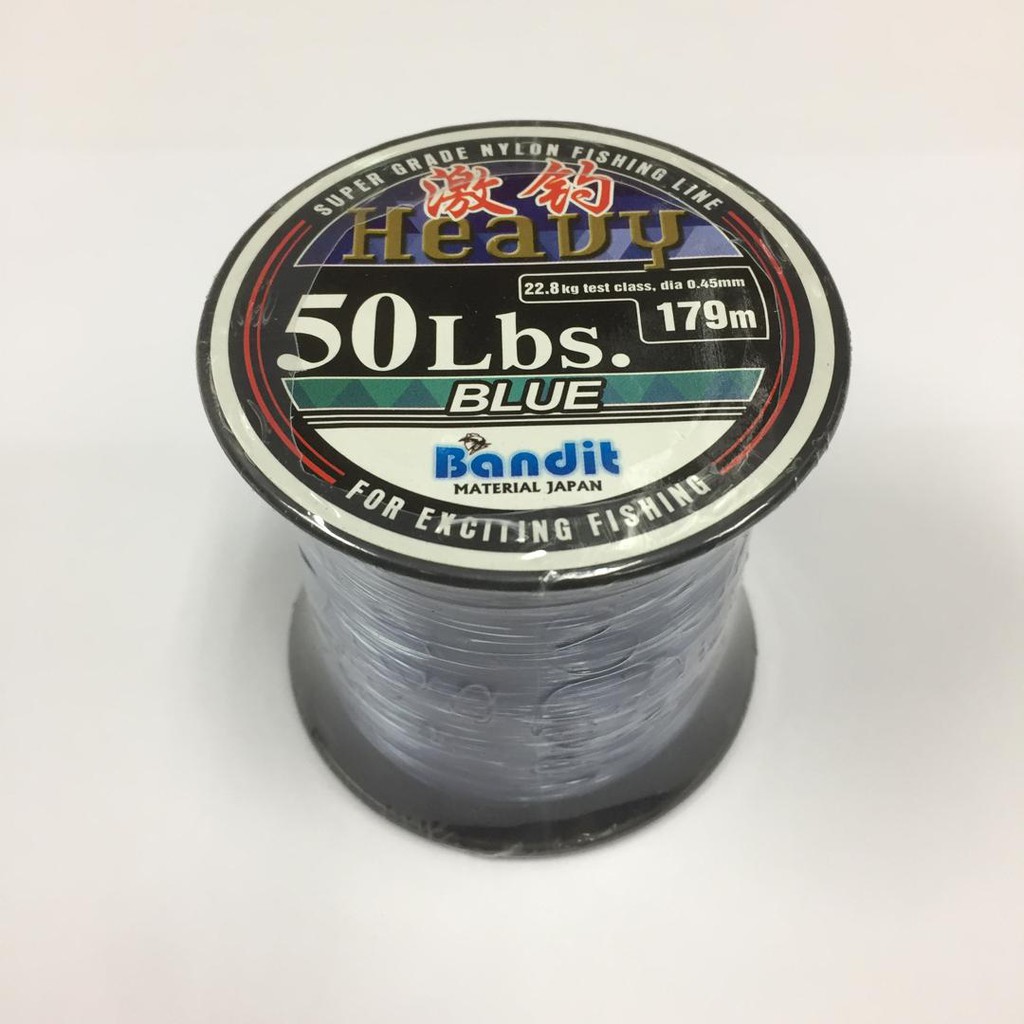 SUPER GRADE NYLON FISHING LINE
激釣
Heavy
22.8kg test class, dia 0.45mm
50Lbs.
179m
BLUE
Bandit
MATERIAL JAPAN
FOR EXCITING FISHING